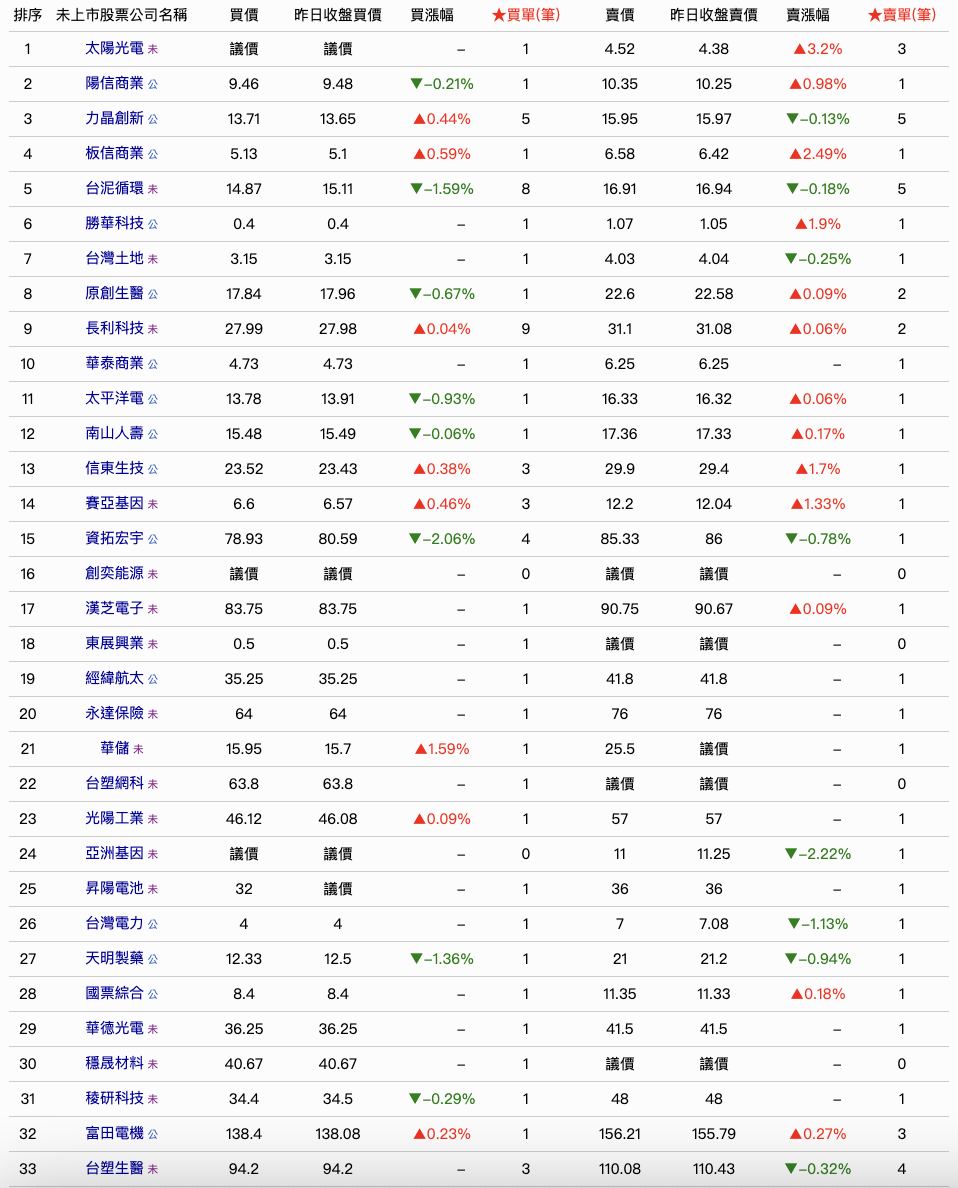 排序 未上市股票公司名稱 買價 昨日收盤買價 買漲幅 ★買單(筆) 賣價 昨日收盤賣價 賣漲幅 ★賣單(筆)
1 太陽光電 未 議價 議價 – 1 4.52 4.38 ▲3.2% 3
2 陽信商業 公 9.46 9.48 ▼–0.21% 1 10.35 10.25 ▲0.98% 1
3 力晶創新 公 13.71 13.65 ▲0.44% 5 15.95 15.97 ▼–0.13% 5
4 板信商業 公 5.13 5.1 ▲0.59% 1 6.58 6.42 ▲2.49% 1
5 台泥循環 未 14.87 15.11 ▼–1.59% 8 16.91 16.94 ▼–0.18% 5
6 勝華科技 公 0.4 0.4 – 1 1.07 1.05 ▲1.9% 1
7 台灣土地 未 3.15 3.15 – 1 4.03 4.04 ▼–0.25% 1
8 原創生醫 公 17.84 17.96 ▼–0.67% 1 22.6 22.58 ▲0.09% 2
9 長利科技 未 27.99 27.98 ▲0.04% 9 31.1 31.08 ▲0.06% 2
10 華泰商業 公 4.73 4.73 – 1 6.25 6.25 – 1
11 太平洋電 公 13.78 13.91 ▼–0.93% 1 16.33 16.32 ▲0.06% 1
12 南山人壽 公 15.48 15.49 ▼–0.06% 1 17.36 17.33 ▲0.17% 1
13 信東生技 公 23.52 23.43 ▲0.38% 3 29.9 29.4 ▲1.7% 1
14 賽亞基因 未 6.6 6.57 ▲0.46% 3 12.2 12.04 ▲1.33% 1
15 資拓宏宇 公 78.93 80.59 ▼–2.06% 4 85.33 86 ▼–0.78% 1
16 創奕能源 未 議價 議價 – 0 議價 議價 – 0
17 漢芝電子 未 83.75 83.75 – 1 90.75 90.67 ▲0.09% 1
18 東展興業 未 0.5 0.5 – 1 議價 議價 – 0
19 經緯航太 公 35.25 35.25 – 1 41.8 41.8 – 1
20 永達保險 未 64 64 – 1 76 76 – 1
21 華儲 未 15.95 15.7 ▲1.59% 1 25.5 議價 – 1
22 台塑網科 未 63.8 63.8 – 1 議價 議價 – 0
23 光陽工業 未 46.12 46.08 ▲0.09% 1 57 57 – 1
24 亞洲基因 未 議價 議價 – 0 11 11.25 ▼–2.22% 1
25 昇陽電池 未 32 議價 – 1 36 36 – 1
26 台灣電力 公 4 4 – 1 7 7.08 ▼–1.13% 1
27 天明製藥 公 12.33 12.5 ▼–1.36% 1 21 21.2 ▼–0.94% 1
28 國票綜合 公 8.4 8.4 – 1 11.35 11.33 ▲0.18% 1
29 華德光電 未 36.25 36.25 – 1 41.5 41.5 – 1
30 穩晟材料 未 40.67 40.67 – 1 議價 議價 – 0
31 稜研科技 未 34.4 34.5 ▼–0.29% 1 48 48 – 1
32 富田電機 公 138.4 138.08 ▲0.23% 1 156.21 155.79 ▲0.27% 3
33 台塑生醫 未 94.2 94.2 – 3 110.08 110.43 ▼–0.32% 4